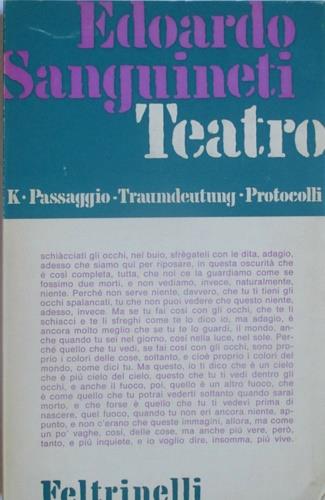 Edoardo
Sanguineti
Teatro
K · Passaggio · Traumdeutung · Protocolli
schiàcciati gli occhi, nel buio, sfrègateli con le dita, adagio,
adesso che siamo qui per riposare, in questa oscurità che
è così completa, tutta, che noi ce la guardiamo come se
fossimo due morti, e non vediamo, invece, naturalmente,
niente. Perché non serve niente, davvero, che tu ti tieni gli
occhi spalancati, tu che non puoi vedere che questo niente,
adesso, invece. Ma se tu fai così con gli occhi, che te li
schiacci e te li sfreghi come te lo dico io, ma adagio, è
ancora molto meglio che se tu te lo guardi, il mondo, an-
che quando tu sei nel giorno, così nella luce, nel sole. Per-
ché quello che tu vedi, se fai così con gli occhi, sono pro-
prio i colori delle cose, soltanto, e cioè proprio i colori del
mondo, come dici tu. Ma questo, io ti dico che è un cielo
che è più cielo del cielo, questo che tu ti vedi dentro gli
occhi, e anche il fuoco, poi, quello è un altro fuoco, che
è come quello che tu potrai vederti soltanto quando sarai
morto, e che forse è quello che tu ti vedevi prima di
nascere, quel fuoco, quando tu non eri ancora niente, ap-
punto, e non c'erano che queste immagini, allora, ma come
un po' vaghe, così, delle cose, ma anche più vere, però,
tanto, e più inquiete, e io voglio dire, insomma, più vive.
Feltrinelli